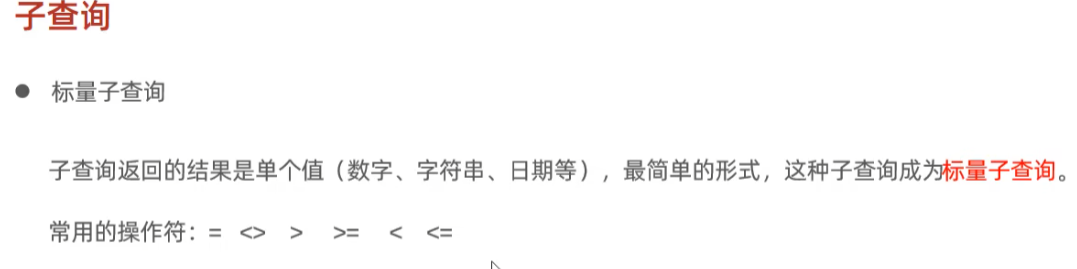 子查询
● 标量子查询
子查询返回的结果是单个值（数字、字符串、日期等），最简单的形式，这种子查询成为标量子查询。
常用的操作符：= <> > >= < <=